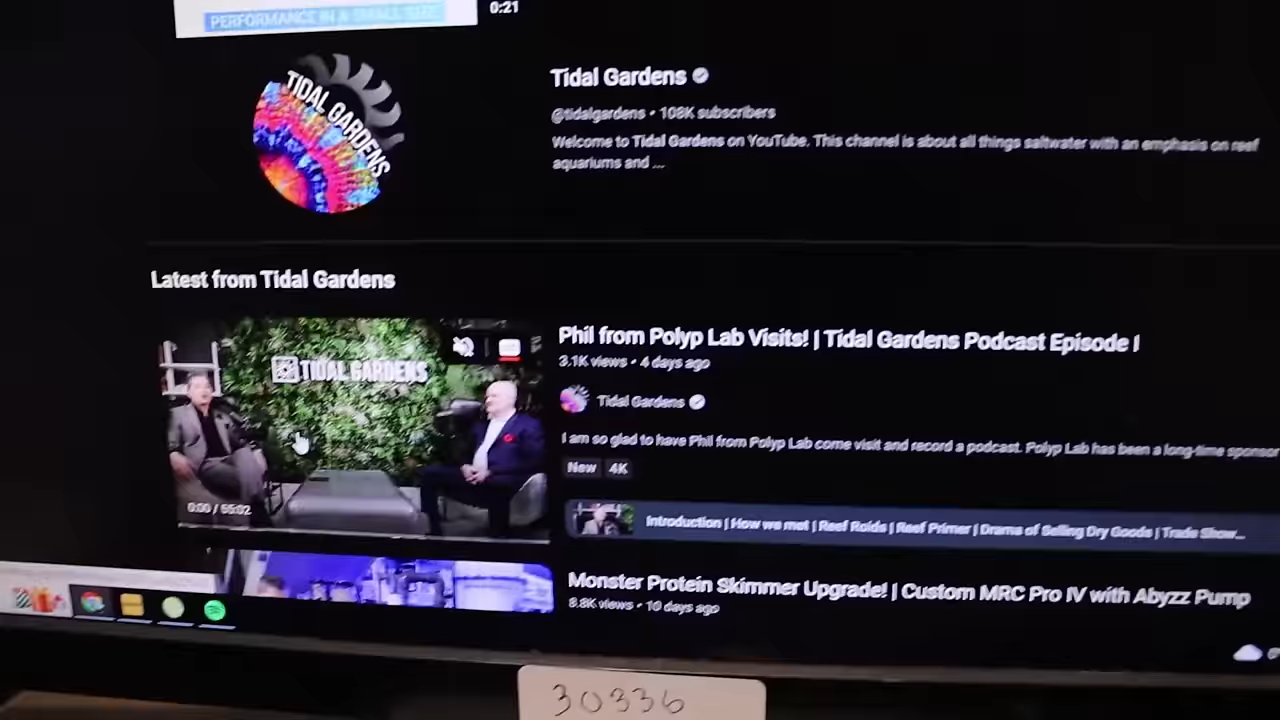 PERFORMANCE IN A SMALL SIZE
0:21
TIDAL GARDENS
Tidal Gardens
@tidalgardens • 108K subscribers
Welcome to Tidal Gardens on YouTube. This channel is about all things saltwater with an emphasis on reef
aquariums and ...
Latest from Tidal Gardens
TIDAL GARDENS
0:00 / 55:02
Phil from Polyp Lab Visits! | Tidal Gardens Podcast Episode 1
3.1K views • 4 days ago
Tidal Gardens
I am so glad to have Phil from Polyp Lab come visit and record a podcast. Polyp Lab has been a long-time sponsor
New 4K
Introduction | How we met | Reef Roids | Reef Primer | Drama of Selling Dry Goods | Trade Show...
Monster Protein Skimmer Upgrade! | Custom MRC Pro IV with Abyzz Pump
8.8K views • 10 days ago
30336